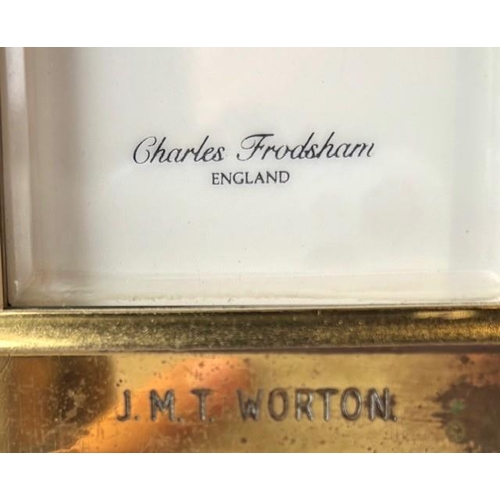 Charles Frodsham
ENGLAND
J.M.T. WORTON.